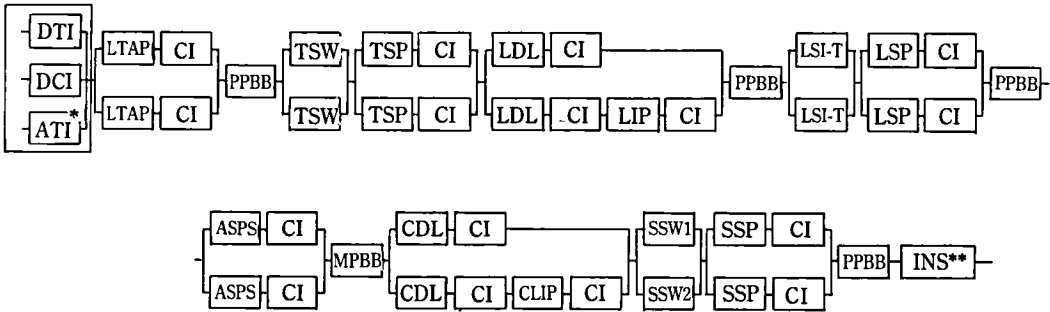 DTI
DCI
ATI*
LTAP CI
LTAP CI
PPBB
TSW TSP CI LDL CI
TSW TSP CI LDL CI LIP CI
PPBB
LSI-T LSP CI
LSI-T LSP CI
PPBB
ASPS CI
ASPS CI
MPBB
CDL CI
CDL CI CLIP CI
SSW1 SSP CI
SSW2 SSP CI
PPBB INS**